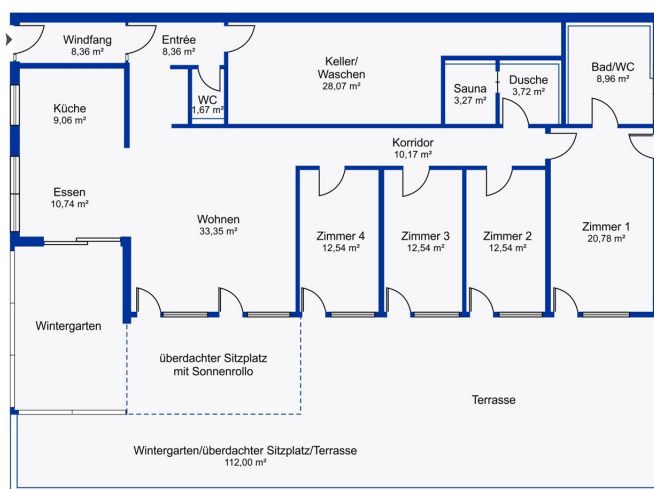 Windfang
8,36 m²
Entrée
8,36 m²
Keller/
Waschen
28,07 m²
Bad/WC
8,96 m²
Sauna
3,27 m²
Dusche
3,72 m²
WC
1,67 m²
Küche
9,06 m²
Korridor
10,17 m²
Essen
10,74 m²
Wohnen
33,35 m²
Zimmer 4
12,54 m²
Zimmer 3
12,54 m²
Zimmer 2
12,54 m²
Zimmer 1
20,78 m²
Wintergarten
überdachter Sitzplatz
mit Sonnenrollo
Terrasse
Wintergarten/überdachter Sitzplatz/Terrasse
112,00 m²